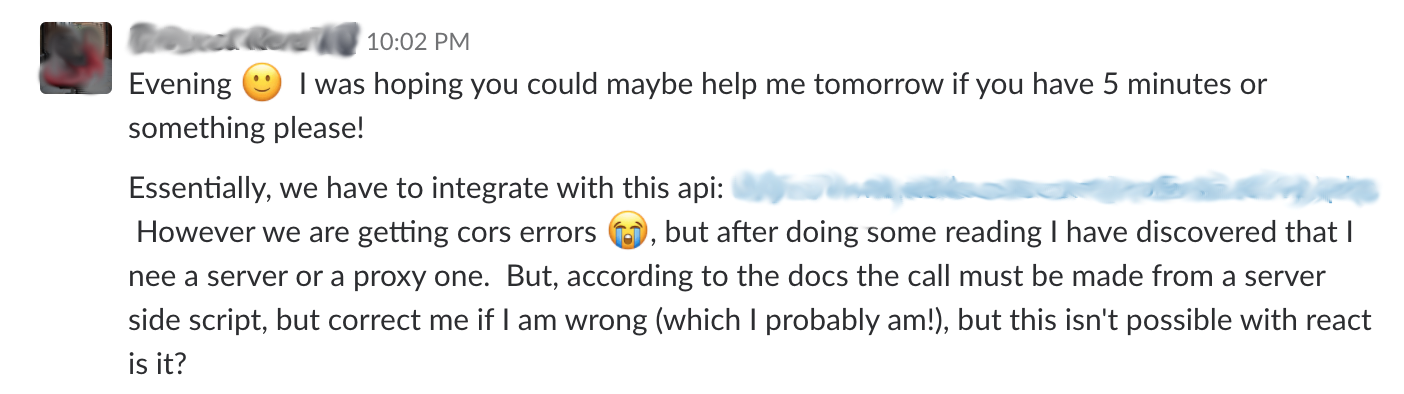 10:02 PM
Evening 🙂 I was hoping you could maybe help me tomorrow if you have 5 minutes or
something please!
Essentially, we have to integrate with this api:
However we are getting cors errors 😭, but after doing some reading I have discovered that I
nee a server or a proxy one. But, according to the docs the call must be made from a server
side script, but correct me if I am wrong (which I probably am!), but this isn't possible with react
is it?